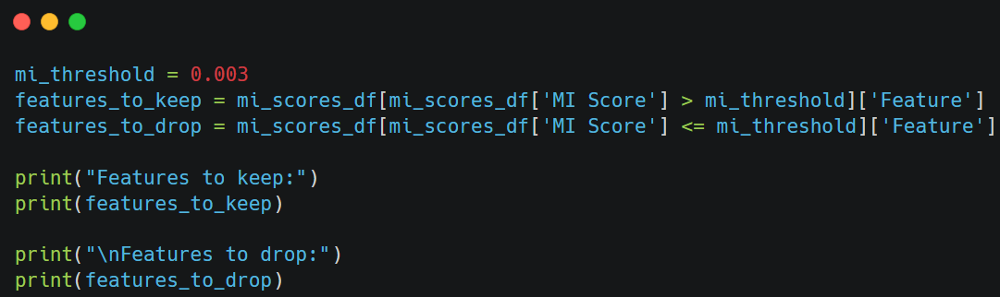 mi_threshold = 0.003
features_to_keep = mi_scores_df[mi_scores_df['MI Score'] > mi_threshold]['Feature']
features_to_drop = mi_scores_df[mi_scores_df['MI Score'] <= mi_threshold]['Feature']
print("Features to keep:")
print(features_to_keep)
print("\nFeatures to drop:")
print(features_to_drop)